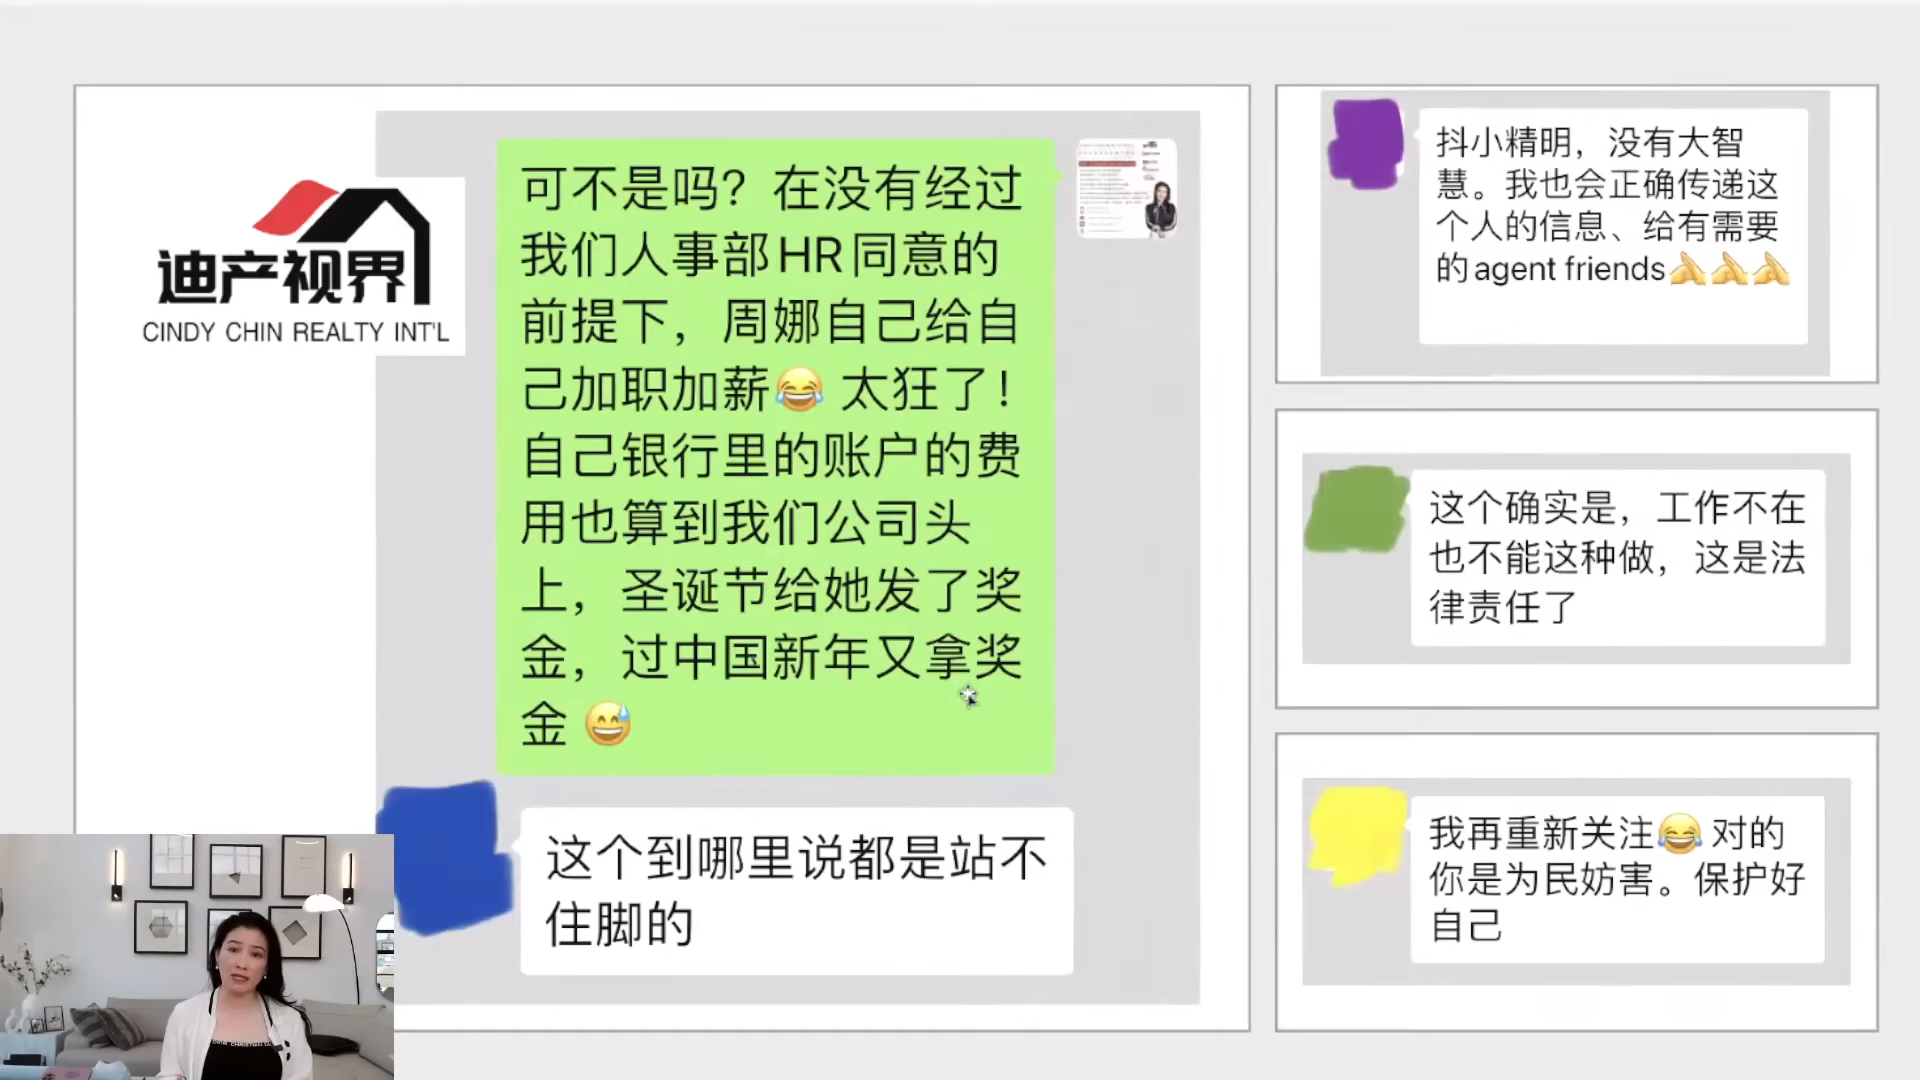 迪产视界
CINDY CHIN REALTY INT'L
可不是吗？在没有经过
我们人事部HR同意的
前提下，周娜自己给自
己加职加薪😂 太狂了！
自己银行里的账户的费
用也算到我们公司头
上，圣诞节给她发了奖
金，过中国新年又拿奖
金 😅
这个到哪里说都是站不
住脚的
抖小精明，没有大智
慧。我也会正确传递这
个人的信息、给有需要
的agent friends🙏🙏🙏
这个确实是，工作不在
也不能这种做，这是法
律责任了
我再重新关注😂 对的
你是为民妨害。保护好
自己